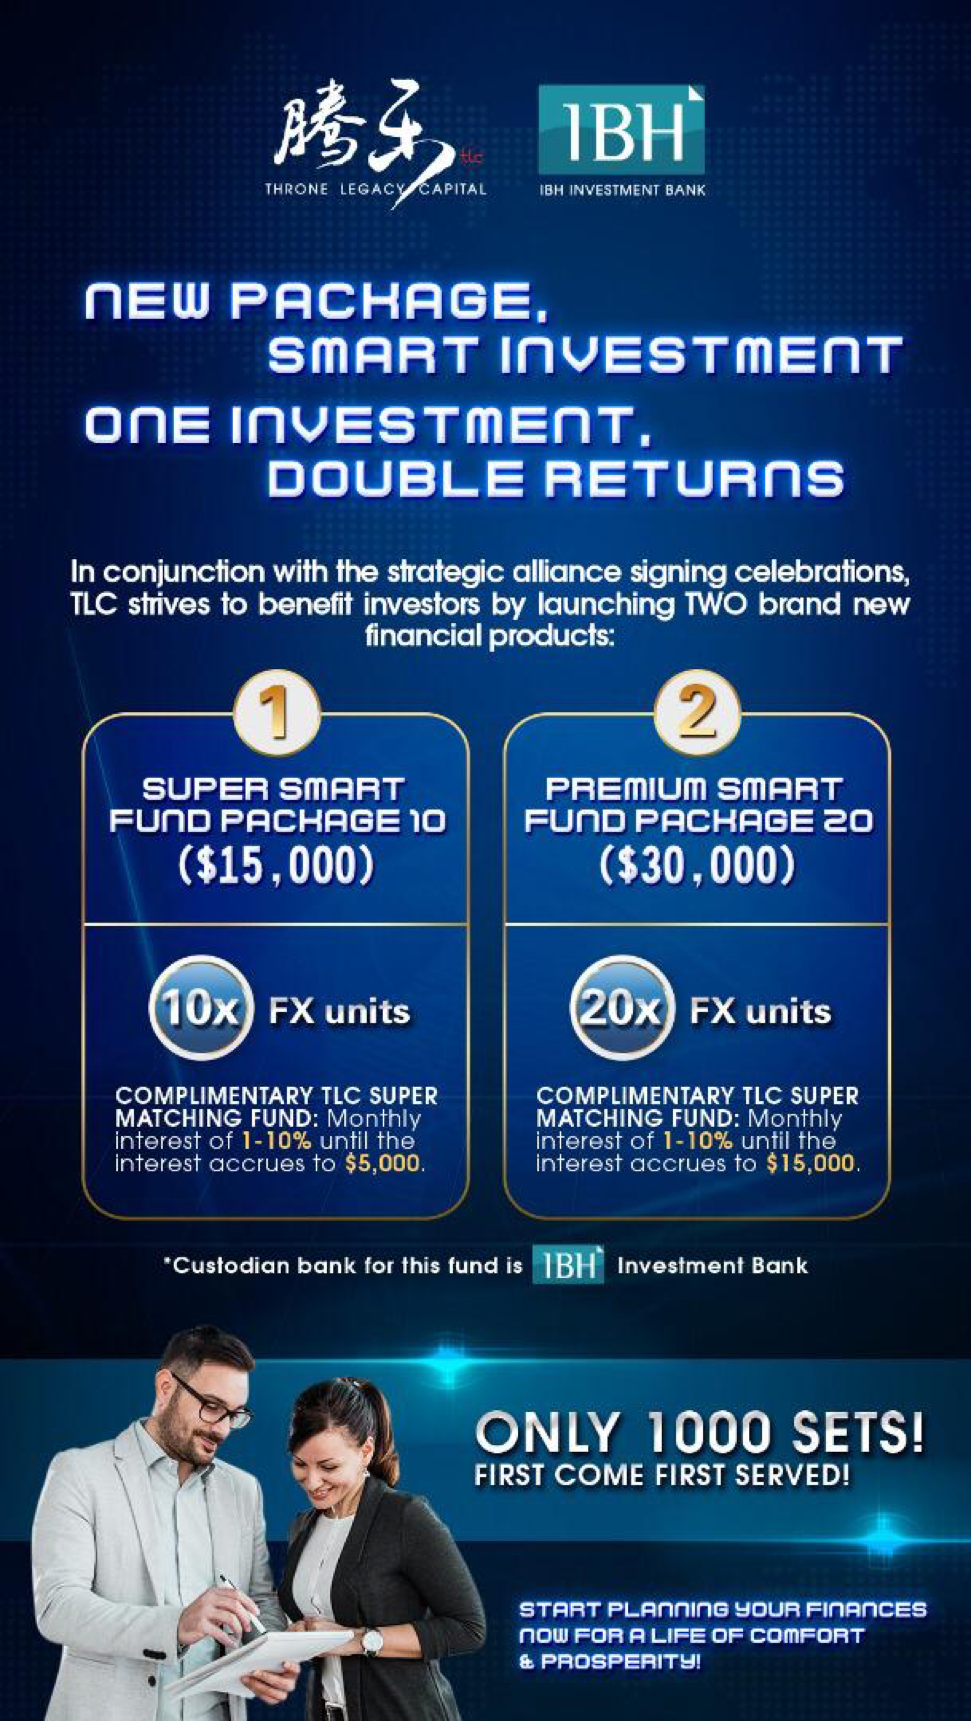 腾乐
tlc
THRONE LEGACY CAPITAL
IBH
IBH INVESTMENT BANK
NEW PACKAGE,
SMART INVESTMENT
ONE INVESTMENT,
DOUBLE RETURNS
In conjunction with the strategic alliance signing celebrations,
TLC strives to benefit investors by launching TWO brand new
financial products:
1
SUPER SMART
FUND PACKAGE 10
($15,000)
10x FX units
COMPLIMENTARY TLC SUPER
MATCHING FUND: Monthly
interest of 1-10% until the
interest accrues to $5,000.
2
PREMIUM SMART
FUND PACKAGE 20
($30,000)
20x FX units
COMPLIMENTARY TLC SUPER
MATCHING FUND: Monthly
interest of 1-10% until the
interest accrues to $15,000.
*Custodian bank for this fund is IBH Investment Bank
ONLY 1000 SETS!
FIRST COME FIRST SERVED!
START PLANNING YOUR FINANCES
NOW FOR A LIFE OF COMFORT
& PROSPERITY!